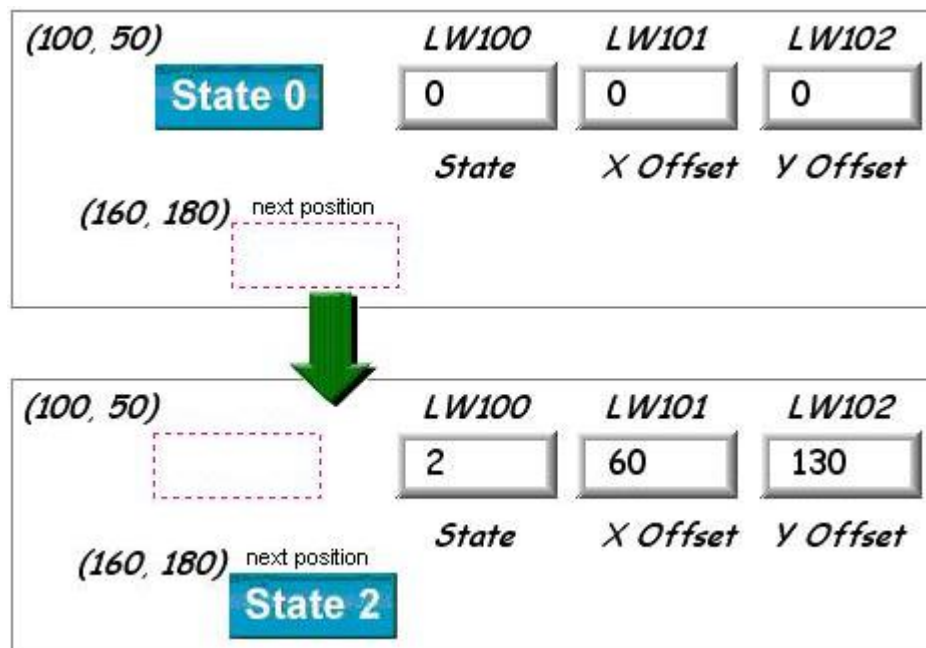 (100, 50) LW100 LW101 LW102
State 0 0 0 0
State X Offset Y Offset
(160, 180) next position
(100, 50) LW100 LW101 LW102
2 60 130
State X Offset Y Offset
(160, 180) next position
State 2